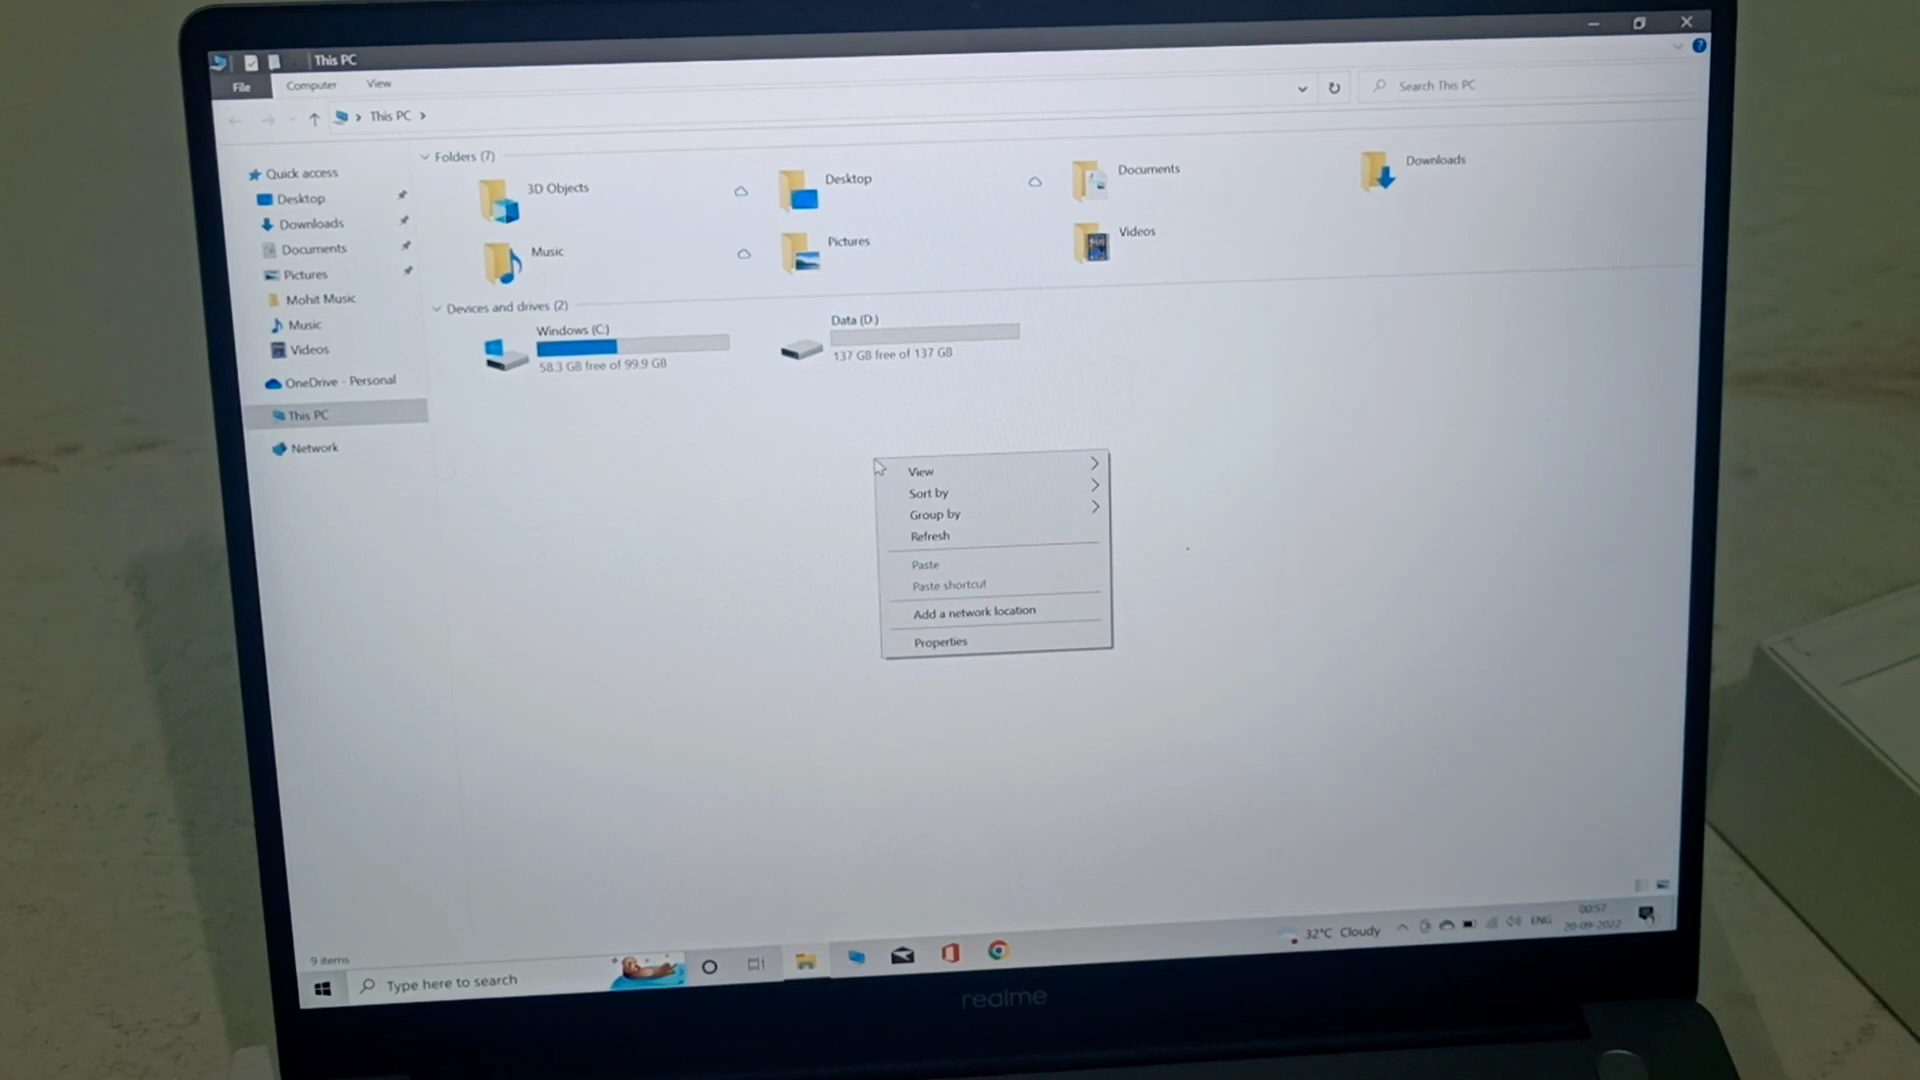 This PC
File Computer View
This PC
Search This PC
Quick access
Desktop
Downloads
Documents
Pictures
Mohit Music
Music
Videos
OneDrive - Personal
This PC
Network
Folders (7)
3D Objects
Desktop
Documents
Downloads
Music
Pictures
Videos
Devices and drives (2)
Windows (C:)
58.3 GB free of 99.9 GB
Data (D:)
137 GB free of 137 GB
View
Sort by
Group by
Refresh
Paste
Paste shortcut
Add a network location
Properties
9 items
Type here to search
32°C Cloudy
ENG
00:57
20-09-2022
realme